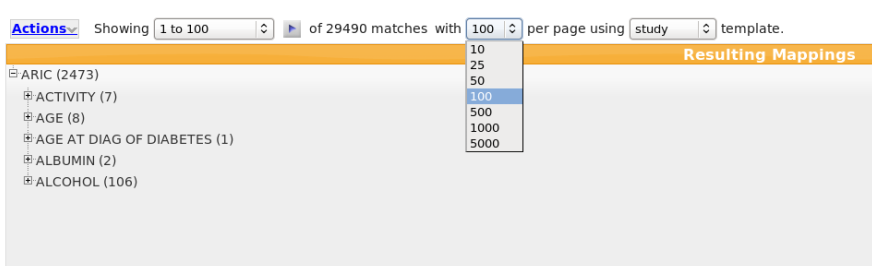 Actions Showing 1 to 100 of 29490 matches with 100 per page using study template.
10
25
50
100
500
1000
5000
Resulting Mappings
ARIC (2473)
ACTIVITY (7)
AGE (8)
AGE AT DIAG OF DIABETES (1)
ALBUMIN (2)
ALCOHOL (106)